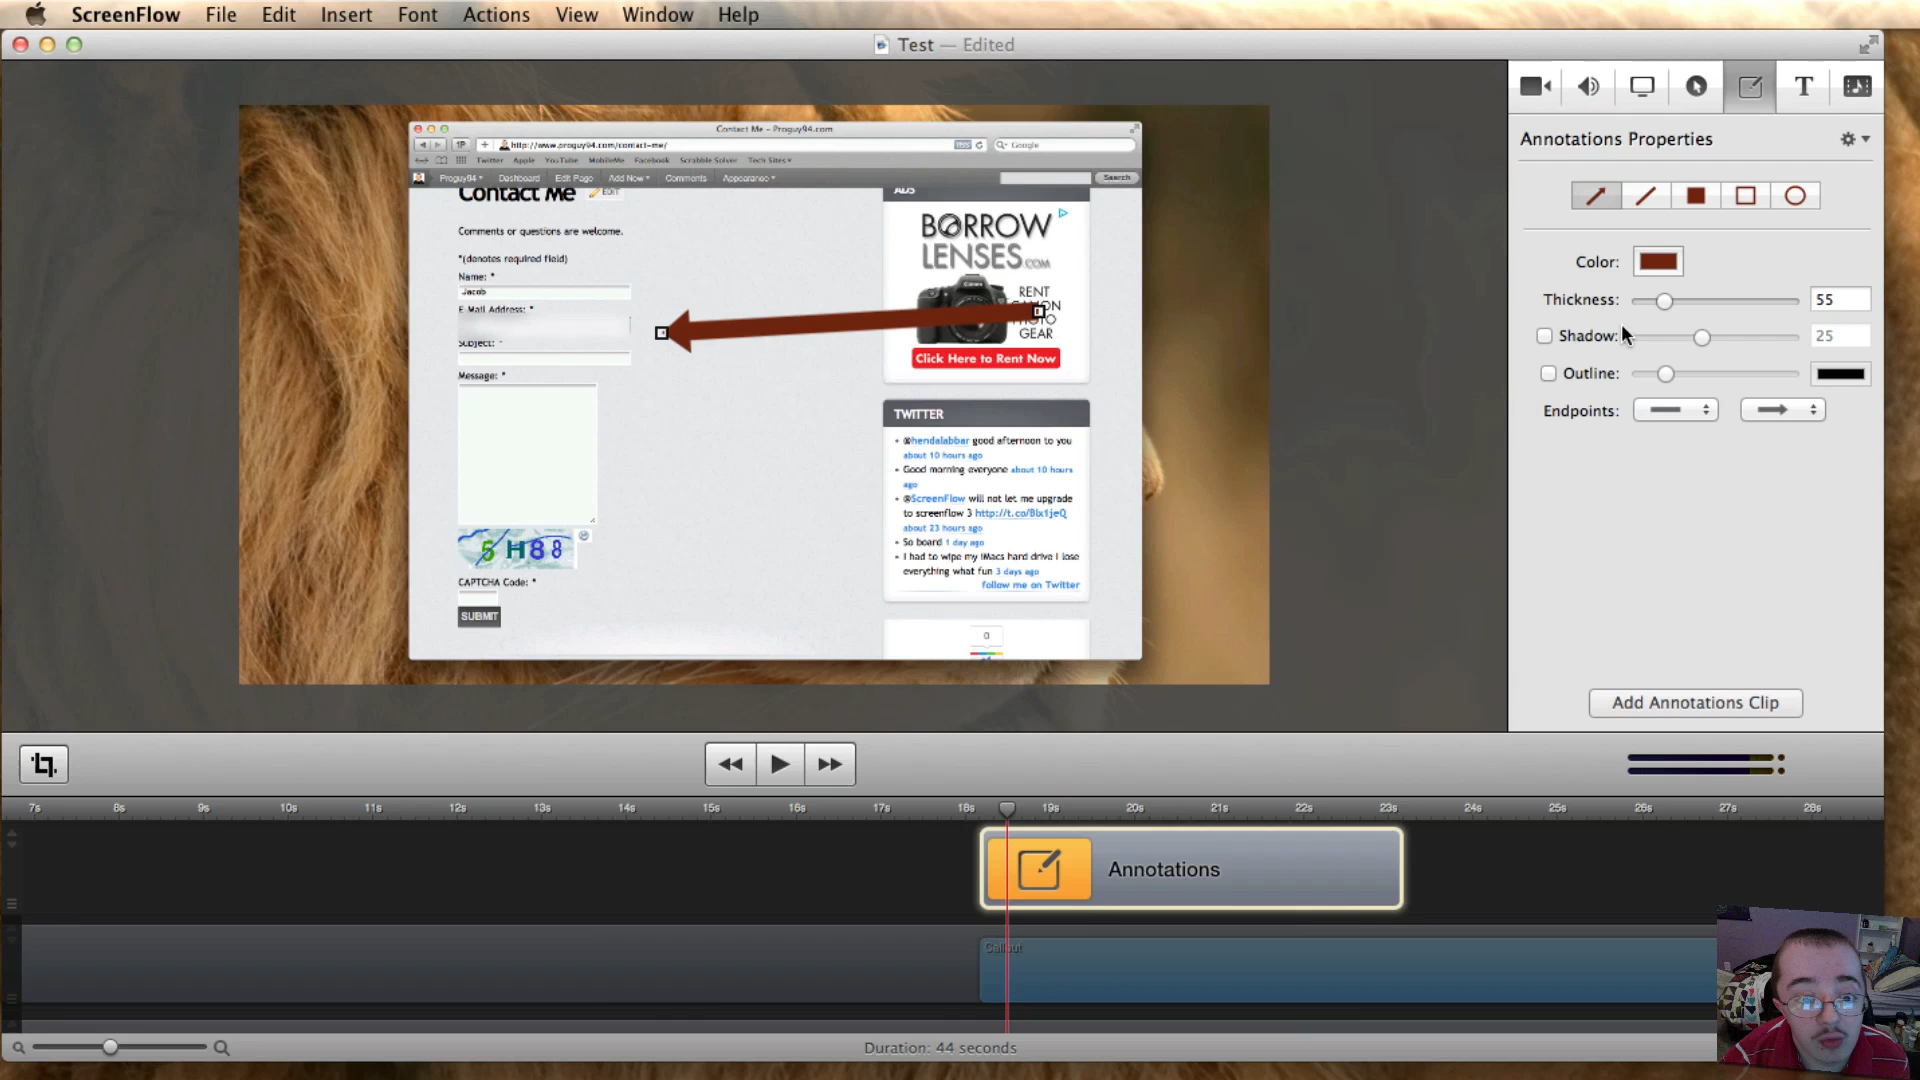 ScreenFlow File Edit Insert Font Actions View Window Help
Test — Edited
Contact Me - Proguy94.com
1P + http://www.proguy94.com/contact-me/ Google
Twitter Apple YouTube MobileMe Facebook Scrabble Solver Tech Sites
Proguy94 Dashboard Edit Page Add Now Comments Appearance Search
Contact Me EDIT
Comments or questions are welcome.
*(denotes required field)
Name: *
Jacob
E-Mail Address: *
Subject: *
Message: *
5 H88
CAPTCHA Code: *
SUBMIT
ADS
BORROW
LENSES.COM
RENT
CANON
PHOTO
GEAR
Click Here to Rent Now
TWITTER
@hendalabbar good afternoon to you
about 10 hours ago
Good morning everyone about 10 hours
ago
@ScreenFlow will not let me upgrade
to screenflow 3 http://t.co/Blx1jeQ
about 23 hours ago
So board 1 day ago
I had to wipe my iMacs hard drive I lose
everything what fun 3 days ago
follow me on Twitter
0
T
Annotations Properties
Color:
Thickness: 55
Shadow: 25
Outline:
Endpoints:
Add Annotations Clip
7s 8s 9s 10s 11s 12s 13s 14s 15s 16s 17s 18s 19s 20s 21s 22s 23s 24s 25s 26s 27s 28s
Annotations
Callout
Duration: 44 seconds